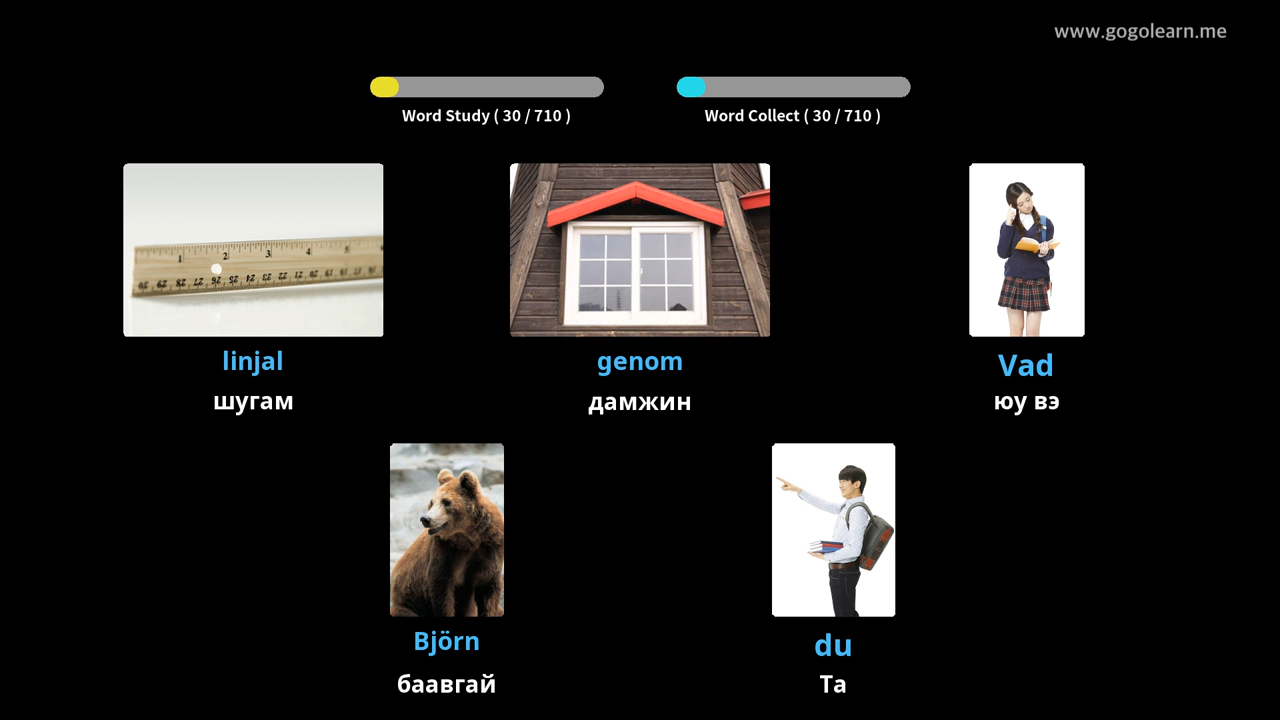 www.gogolearn.me
Word Study ( 30 / 710 )
Word Collect ( 30 / 710 )
linjal
шугам
genom
дамжин
Vad
юу вэ
Björn
баавгай
du
Та